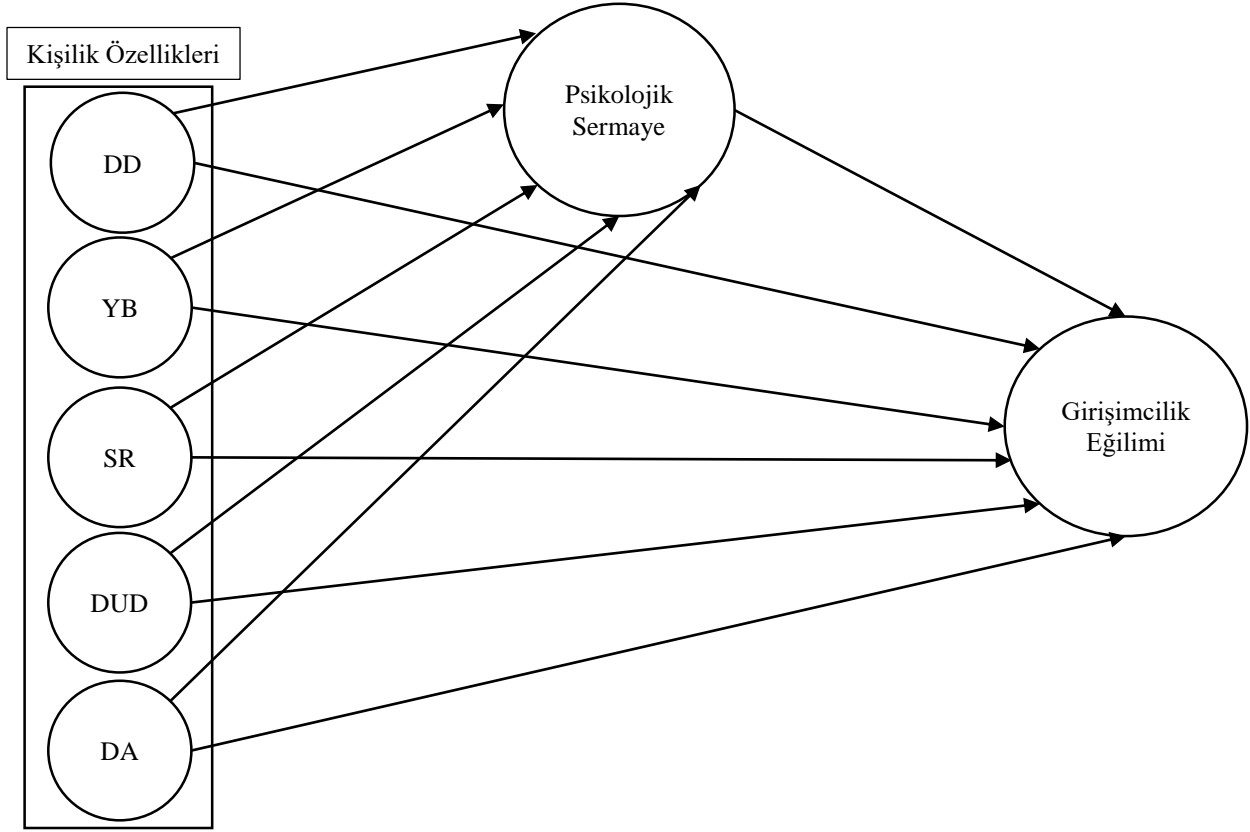 Kişilik Özellikleri
DD
YB
SR
DUD
DA
Psikolojik
Sermaye
Girişimcilik
Eğilimi